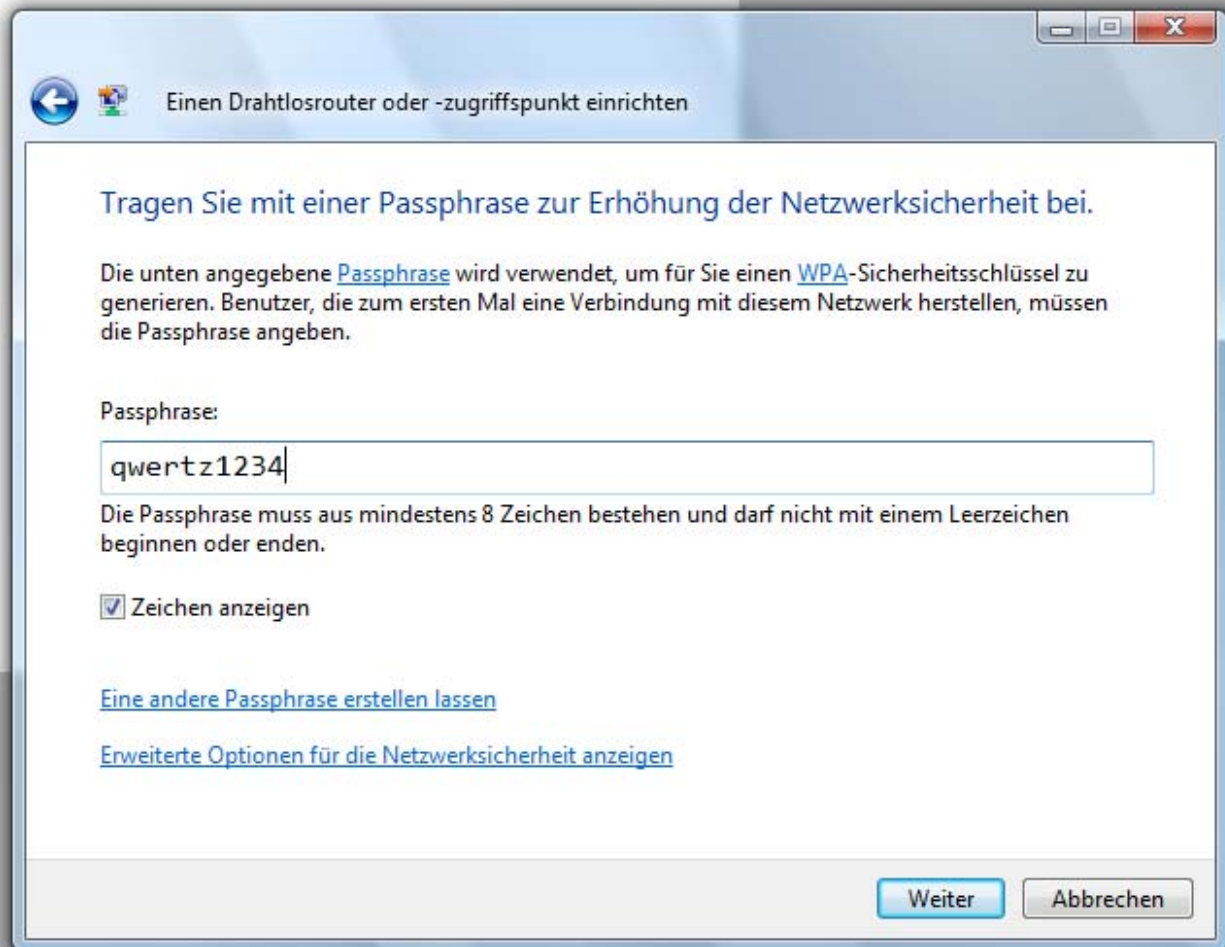 Einen Drahtlosrouter oder -zugriffspunkt einrichten
Tragen Sie mit einer Passphrase zur Erhöhung der Netzwerksicherheit bei.
Die unten angegebene Passphrase wird verwendet, um für Sie einen WPA-Sicherheitsschlüssel zu
generieren. Benutzer, die zum ersten Mal eine Verbindung mit diesem Netzwerk herstellen, müssen
die Passphrase angeben.
Passphrase:
qwertz1234
Die Passphrase muss aus mindestens 8 Zeichen bestehen und darf nicht mit einem Leerzeichen
beginnen oder enden.
Zeichen anzeigen
Eine andere Passphrase erstellen lassen
Erweiterte Optionen für die Netzwerksicherheit anzeigen
Weiter Abbrechen